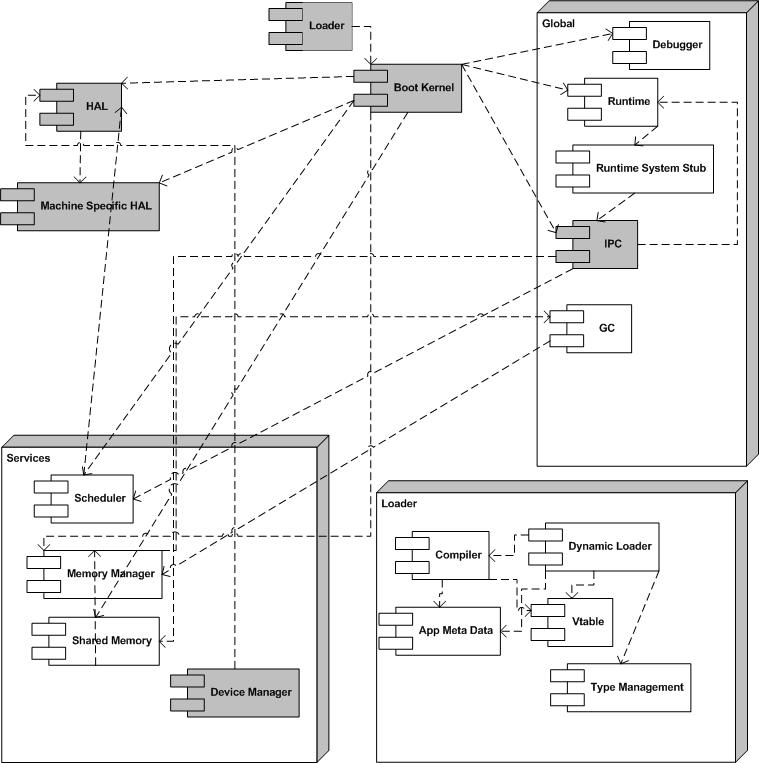 Loader
Global
Debugger
Boot Kernel
HAL
Runtime
Runtime System Stub
Machine Specific HAL
IPC
GC
Services
Scheduler
Memory Manager
Shared Memory
Device Manager
Loader
Compiler
Dynamic Loader
App Meta Data
Vtable
Type Management